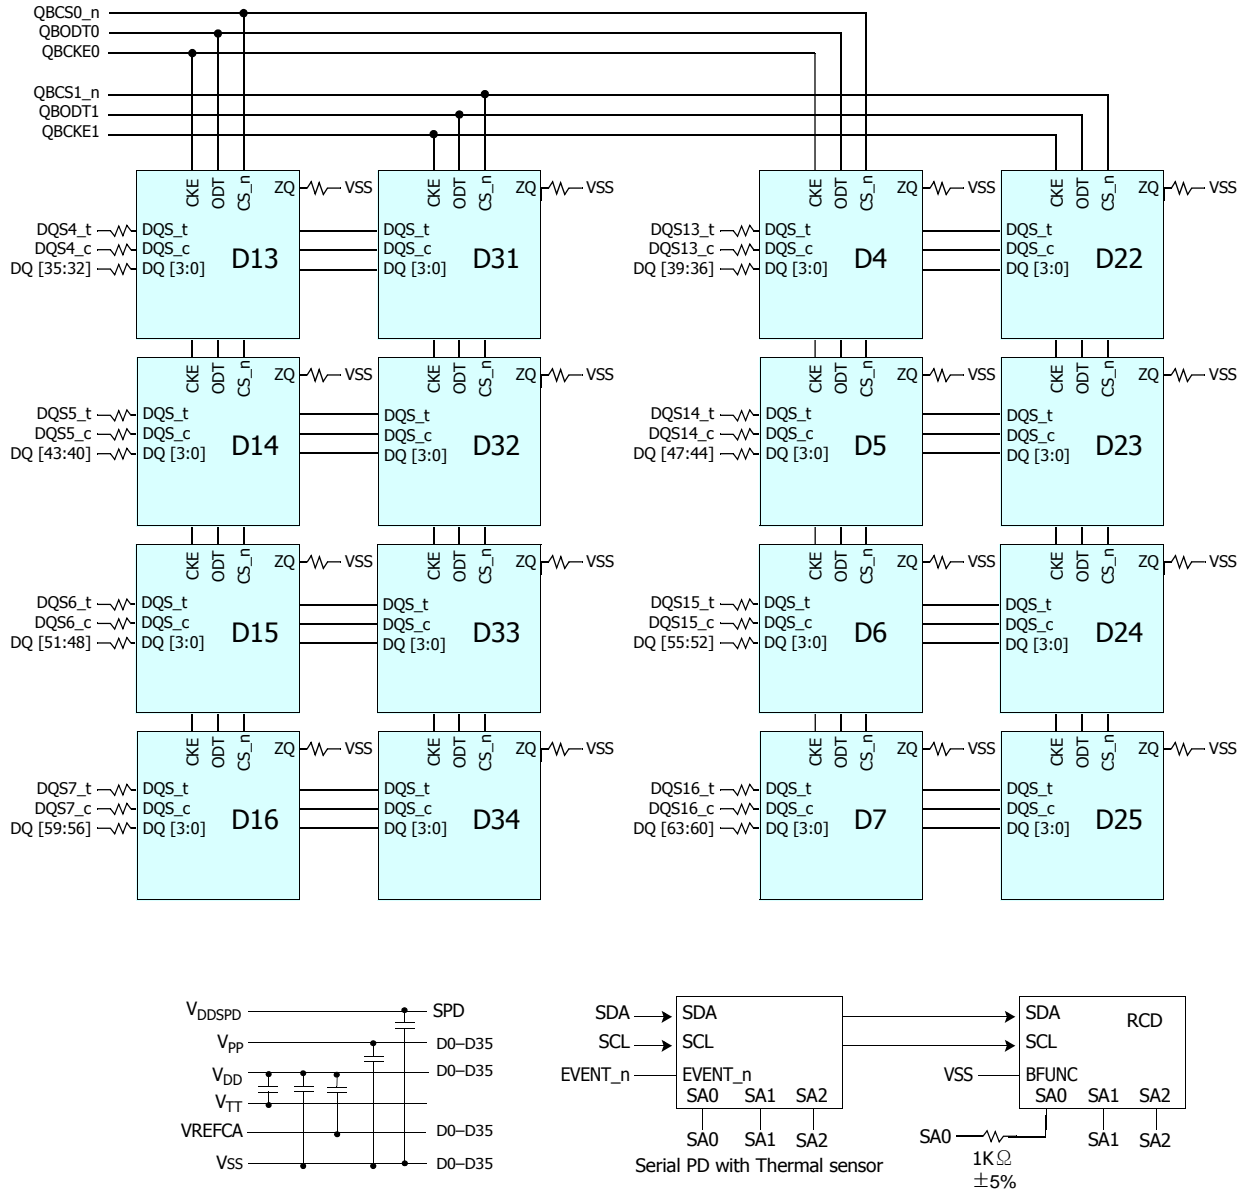 QBCS0_n
QBODT0
QBCKE0
QBCS1_n
QBODT1
QBCKE1
CKE ODT CS_n ZQ VSS CKE ODT CS_n ZQ VSS CKE ODT CS_n ZQ VSS CKE ODT CS_n ZQ VSS
DQS4_t DQS_t DQS_t DQS13_t DQS_t DQS_t
DQS4_c DQS_c D13 DQS_c D31 DQS13_c DQS_c D4 DQS_c D22
DQ [35:32] DQ [3:0] DQ [3:0] DQ [39:36] DQ [3:0] DQ [3:0]
CKE ODT CS_n ZQ VSS CKE ODT CS_n ZQ VSS CKE ODT CS_n ZQ VSS CKE ODT CS_n ZQ VSS
DQS5_t DQS_t DQS_t DQS14_t DQS_t DQS_t
DQS5_c DQS_c D14 DQS_c D32 DQS14_c DQS_c D5 DQS_c D23
DQ [43:40] DQ [3:0] DQ [3:0] DQ [47:44] DQ [3:0] DQ [3:0]
CKE ODT CS_n ZQ VSS CKE ODT CS_n ZQ VSS CKE ODT CS_n ZQ VSS CKE ODT CS_n ZQ VSS
DQS6_t DQS_t DQS_t DQS15_t DQS_t DQS_t
DQS6_c DQS_c D15 DQS_c D33 DQS15_c DQS_c D6 DQS_c D24
DQ [51:48] DQ [3:0] DQ [3:0] DQ [55:52] DQ [3:0] DQ [3:0]
CKE ODT CS_n ZQ VSS CKE ODT CS_n ZQ VSS CKE ODT CS_n ZQ VSS CKE ODT CS_n ZQ VSS
DQS7_t DQS_t DQS_t DQS16_t DQS_t DQS_t
DQS7_c DQS_c D16 DQS_c D34 DQS16_c DQS_c D7 DQS_c D25
DQ [59:56] DQ [3:0] DQ [3:0] DQ [63:60] DQ [3:0] DQ [3:0]
VDDSPD SPD
VPP D0–D35
VDD D0–D35
VTT
VREFCA D0–D35
VSS D0–D35
SDA SDA SDA RCD
SCL SCL SCL
EVENT_n EVENT_n VSS BFUNC
SA0 SA1 SA2 SA0 SA1 SA2
SA0 SA1 SA2 SA0 SA1 SA2
Serial PD with Thermal sensor 1KΩ
±5%